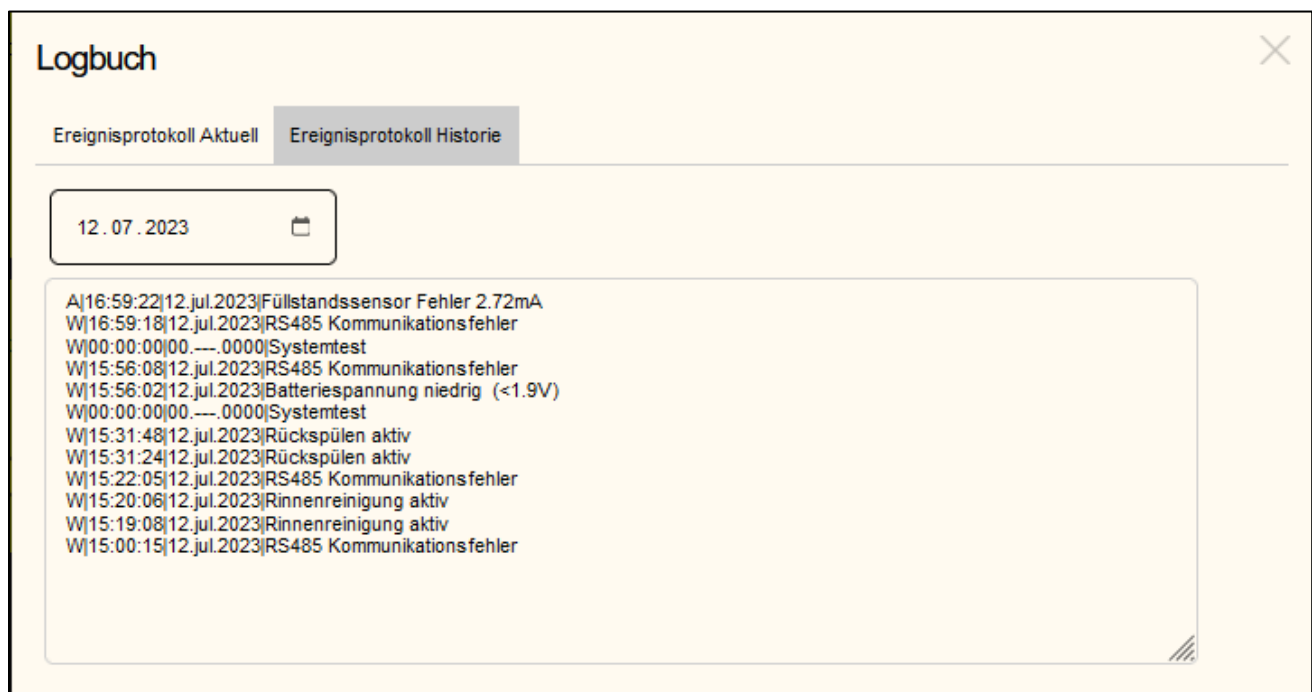 Logbuch
Ereignisprotokoll Aktuell
Ereignisprotokoll Historie
12.07.2023
A|16:59:22|12.jul.2023|Füllstandssensor Fehler 2.72mA
W|16:59:18|12.jul.2023|RS485 Kommunikationsfehler
W|00:00:00|00.---.0000|Systemtest
W|15:56:08|12.jul.2023|RS485 Kommunikationsfehler
W|15:56:02|12.jul.2023|Batteriespannung niedrig  (<1.9V)
W|00:00:00|00.---.0000|Systemtest
W|15:31:48|12.jul.2023|Rückspülen aktiv
W|15:31:24|12.jul.2023|Rückspülen aktiv
W|15:22:05|12.jul.2023|RS485 Kommunikationsfehler
W|15:20:06|12.jul.2023|Rinnenreinigung aktiv
W|15:19:08|12.jul.2023|Rinnenreinigung aktiv
W|15:00:15|12.jul.2023|RS485 Kommunikationsfehler